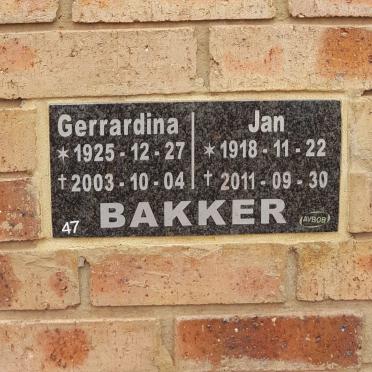 Gerrardina Jan
* 1925 - 12 - 27 * 1918 - 11 - 22
† 2003 - 10 - 04 † 2011 - 09 - 30
47 BAKKER AVBOB